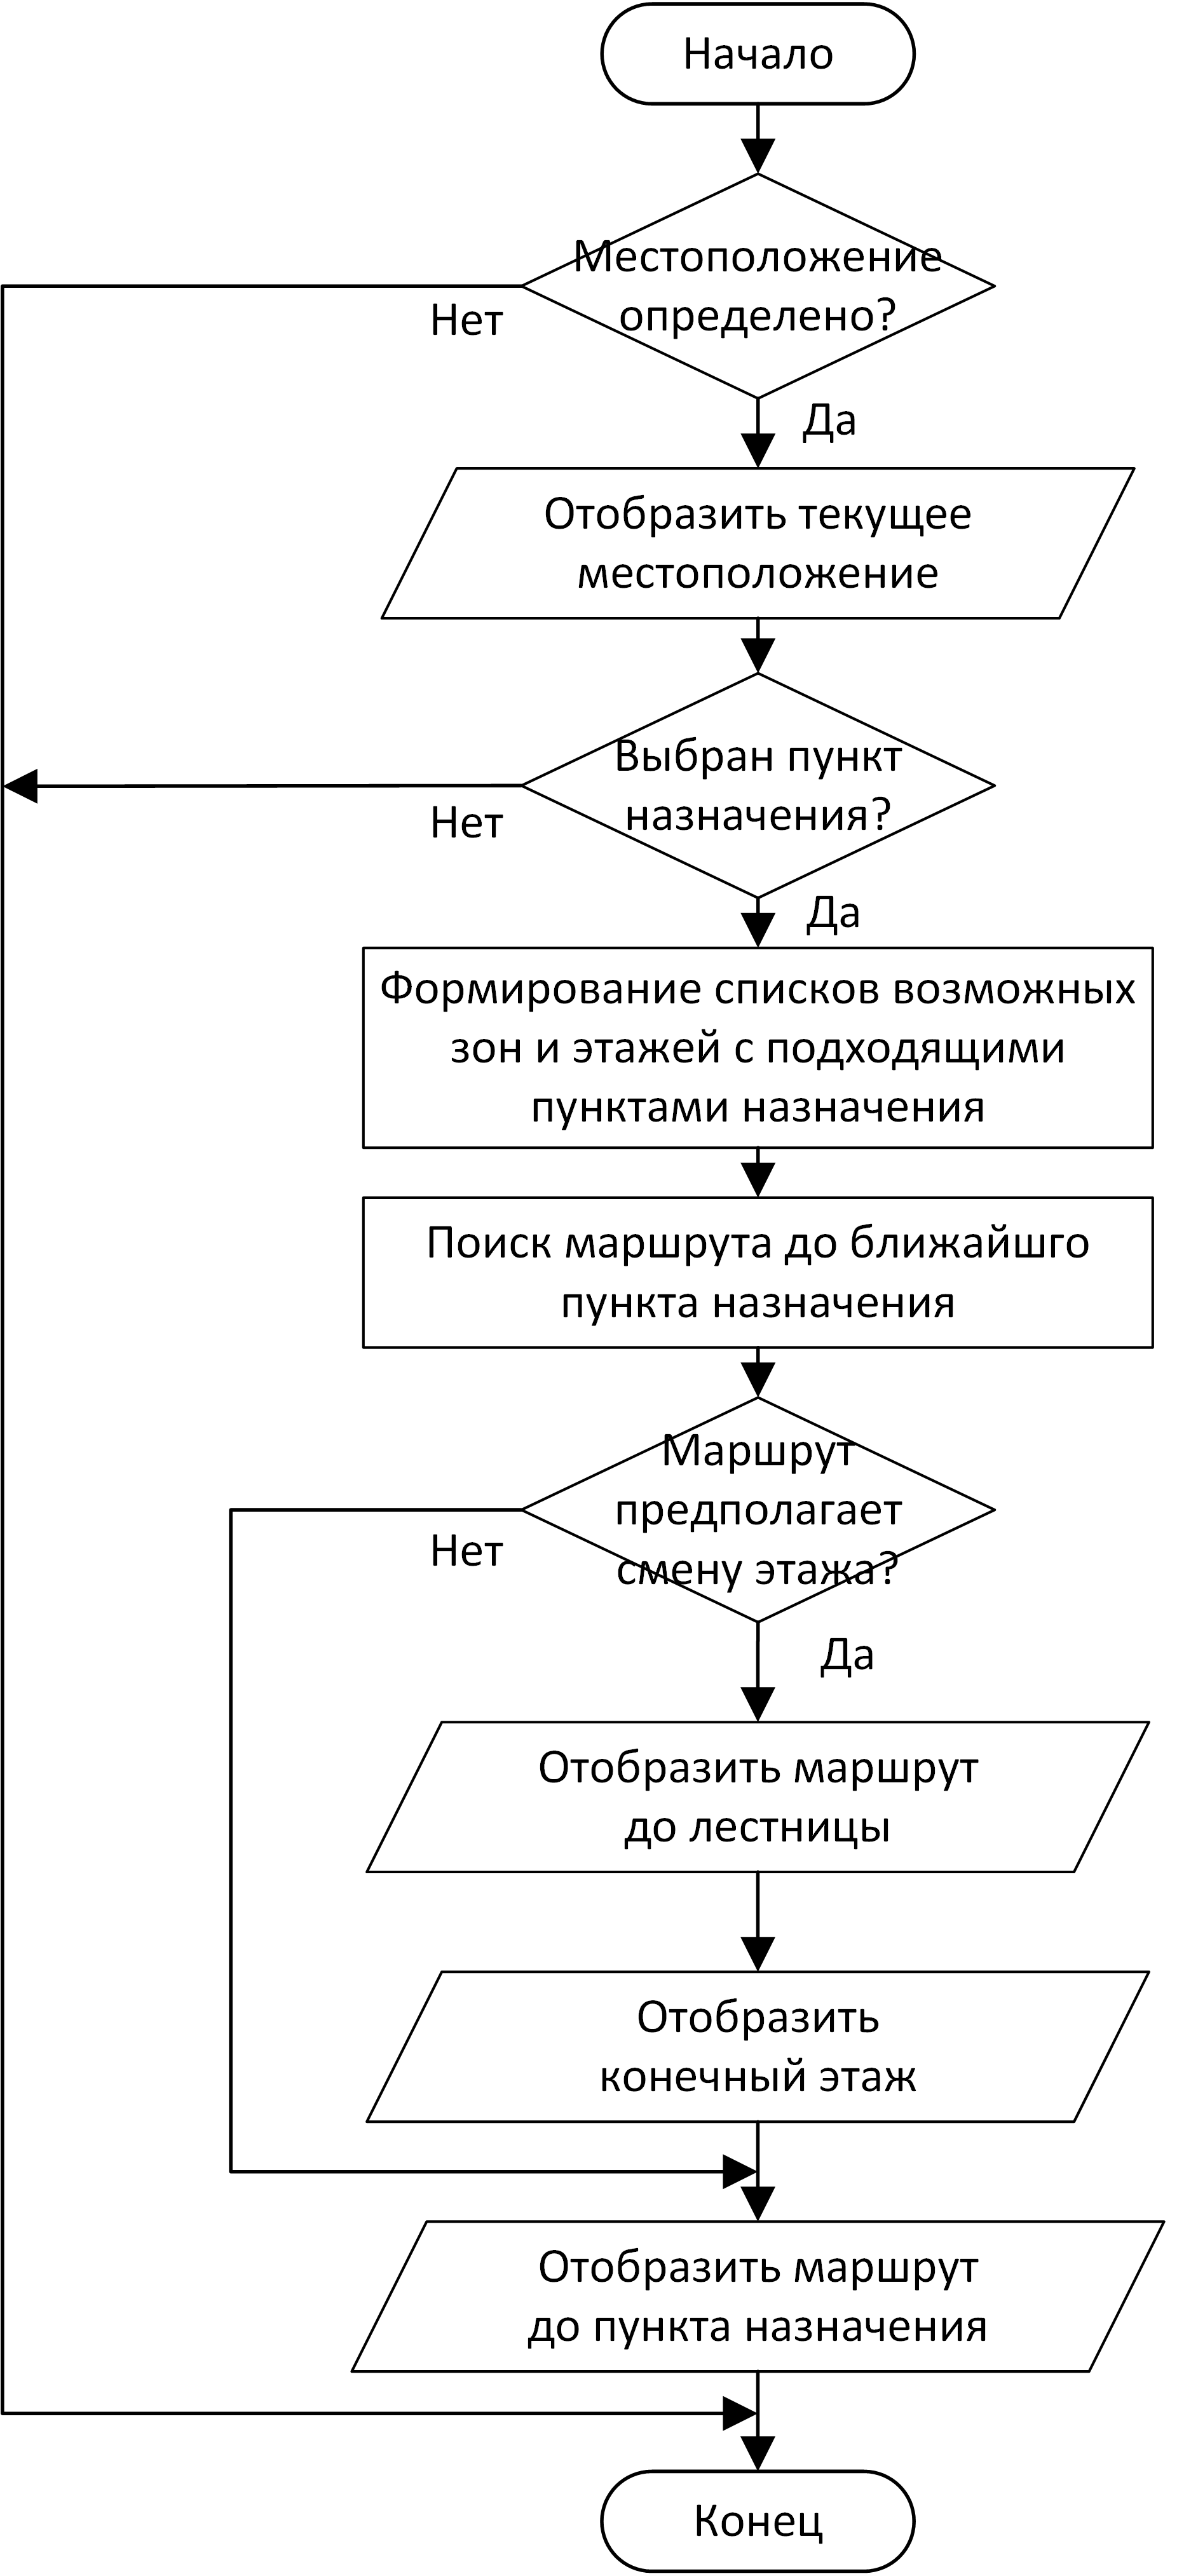 Начало
Местоположение
определено?
Нет
Да
Отобразить текущее
местоположение
Выбран пункт
назначения?
Нет
Да
Формирование списков возможных
зон и этажей с подходящими
пунктами назначения
Поиск маршрута до ближайшго
пункта назначения
Маршрут
предполагает
смену этажа?
Нет
Да
Отобразить маршрут
до лестницы
Отобразить
конечный этаж
Отобразить маршрут
до пункта назначения
Конец